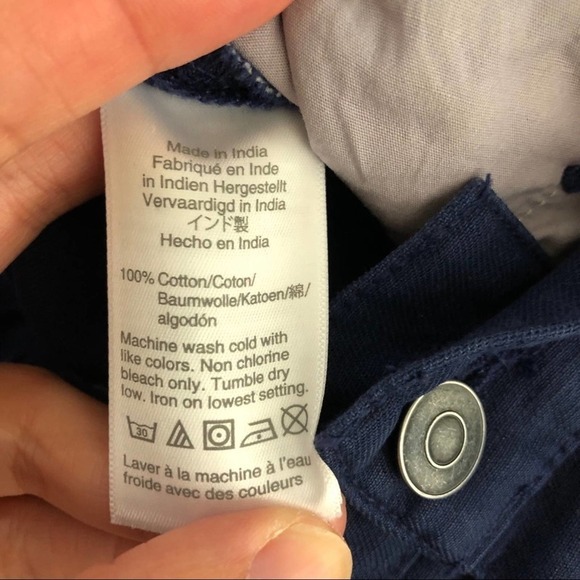 Made in India
Fabriqué en Inde
in Indien Hergestellt
Vervaardigd in India
インド製
Hecho en India
100% Cotton/Coton/
Baumwolle/Katoen/綿/
algodón
Machine wash cold with
like colors. Non chlorine
bleach only. Tumble dry
low. Iron on lowest setting.
30
Laver à la machine à l'eau
froide avec des couleurs